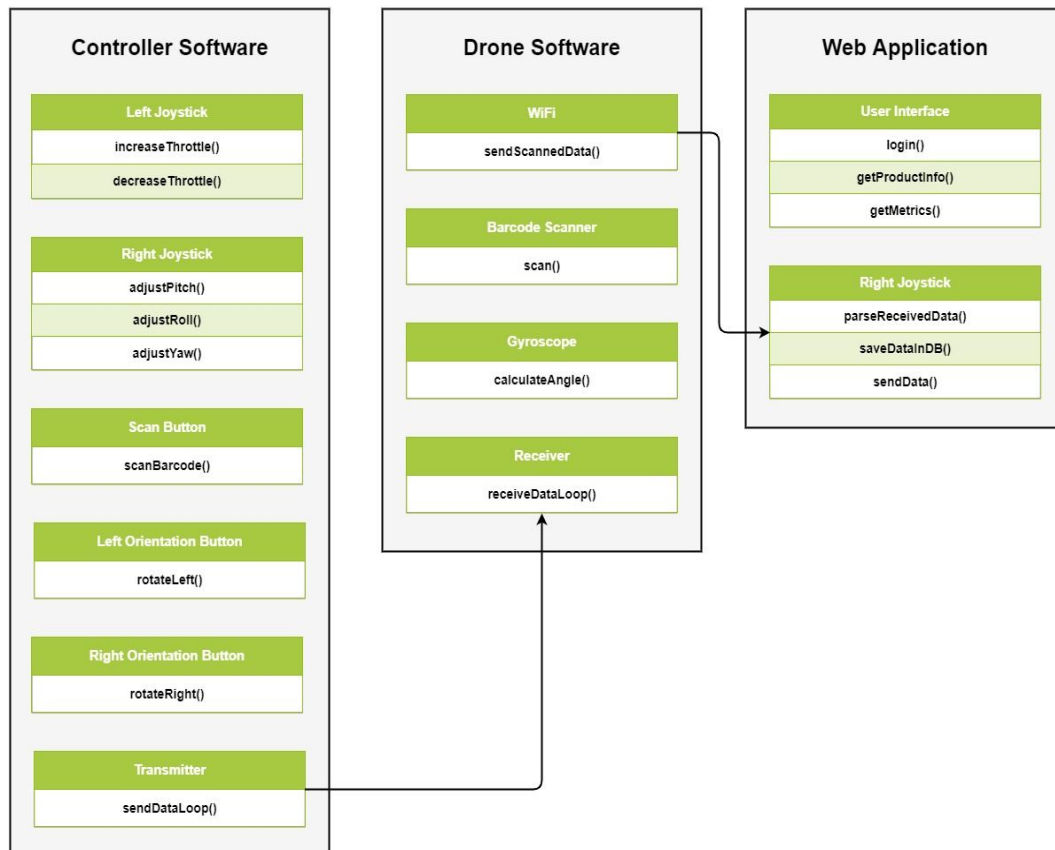 Controller Software
Left Joystick
increaseThrottle()
decreaseThrottle()
Right Joystick
adjustPitch()
adjustRoll()
adjustYaw()
Scan Button
scanBarcode()
Left Orientation Button
rotateLeft()
Right Orientation Button
rotateRight()
Transmitter
sendDataLoop()
Drone Software
WiFi
sendScannedData()
Barcode Scanner
scan()
Gyroscope
calculateAngle()
Receiver
receiveDataLoop()
Web Application
User Interface
login()
getProductInfo()
getMetrics()
Right Joystick
parseReceivedData()
saveDataInDB()
sendData()